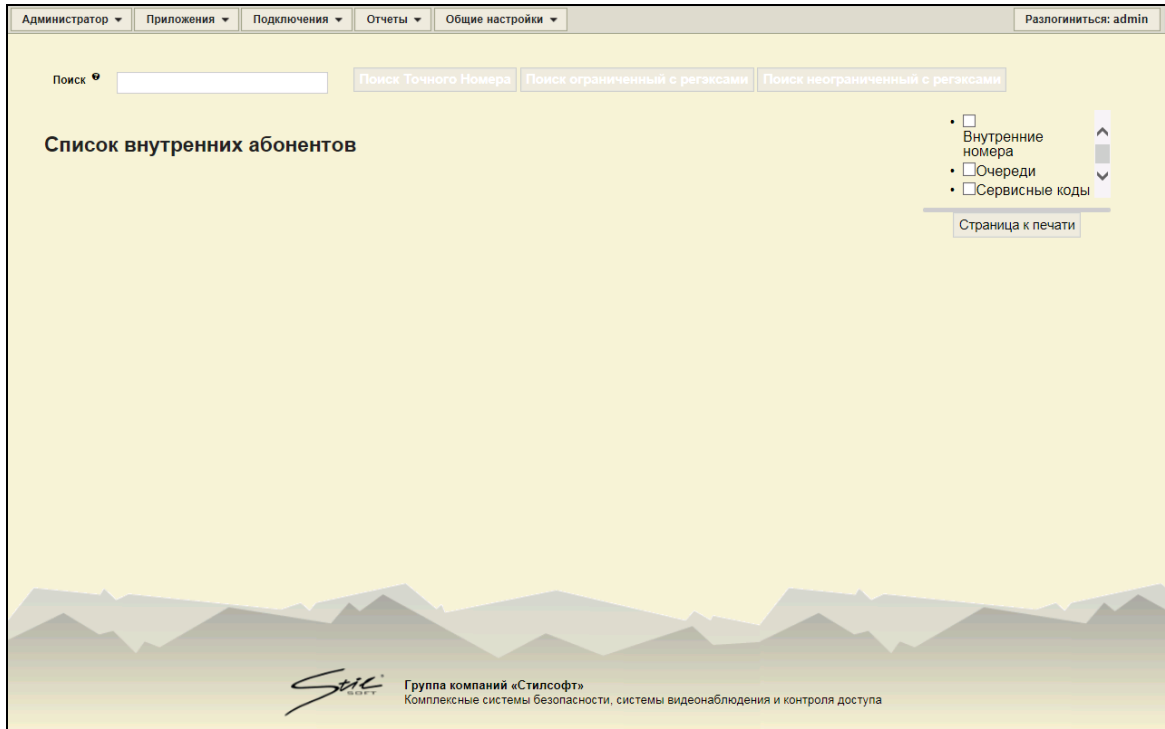 Администратор Приложения Подключения Отчеты Общие настройки Разлогиниться: admin
Поиск Поиск Точного Номера Поиск ограниченный с регэксами Поиск неограниченный с регэксами
Список внутренних абонентов
Внутренние
номера
Очереди
Сервисные коды
Страница к печати
Stil
SOFT
Группа компаний «Стилсофт»
Комплексные системы безопасности, системы видеонаблюдения и контроля доступа